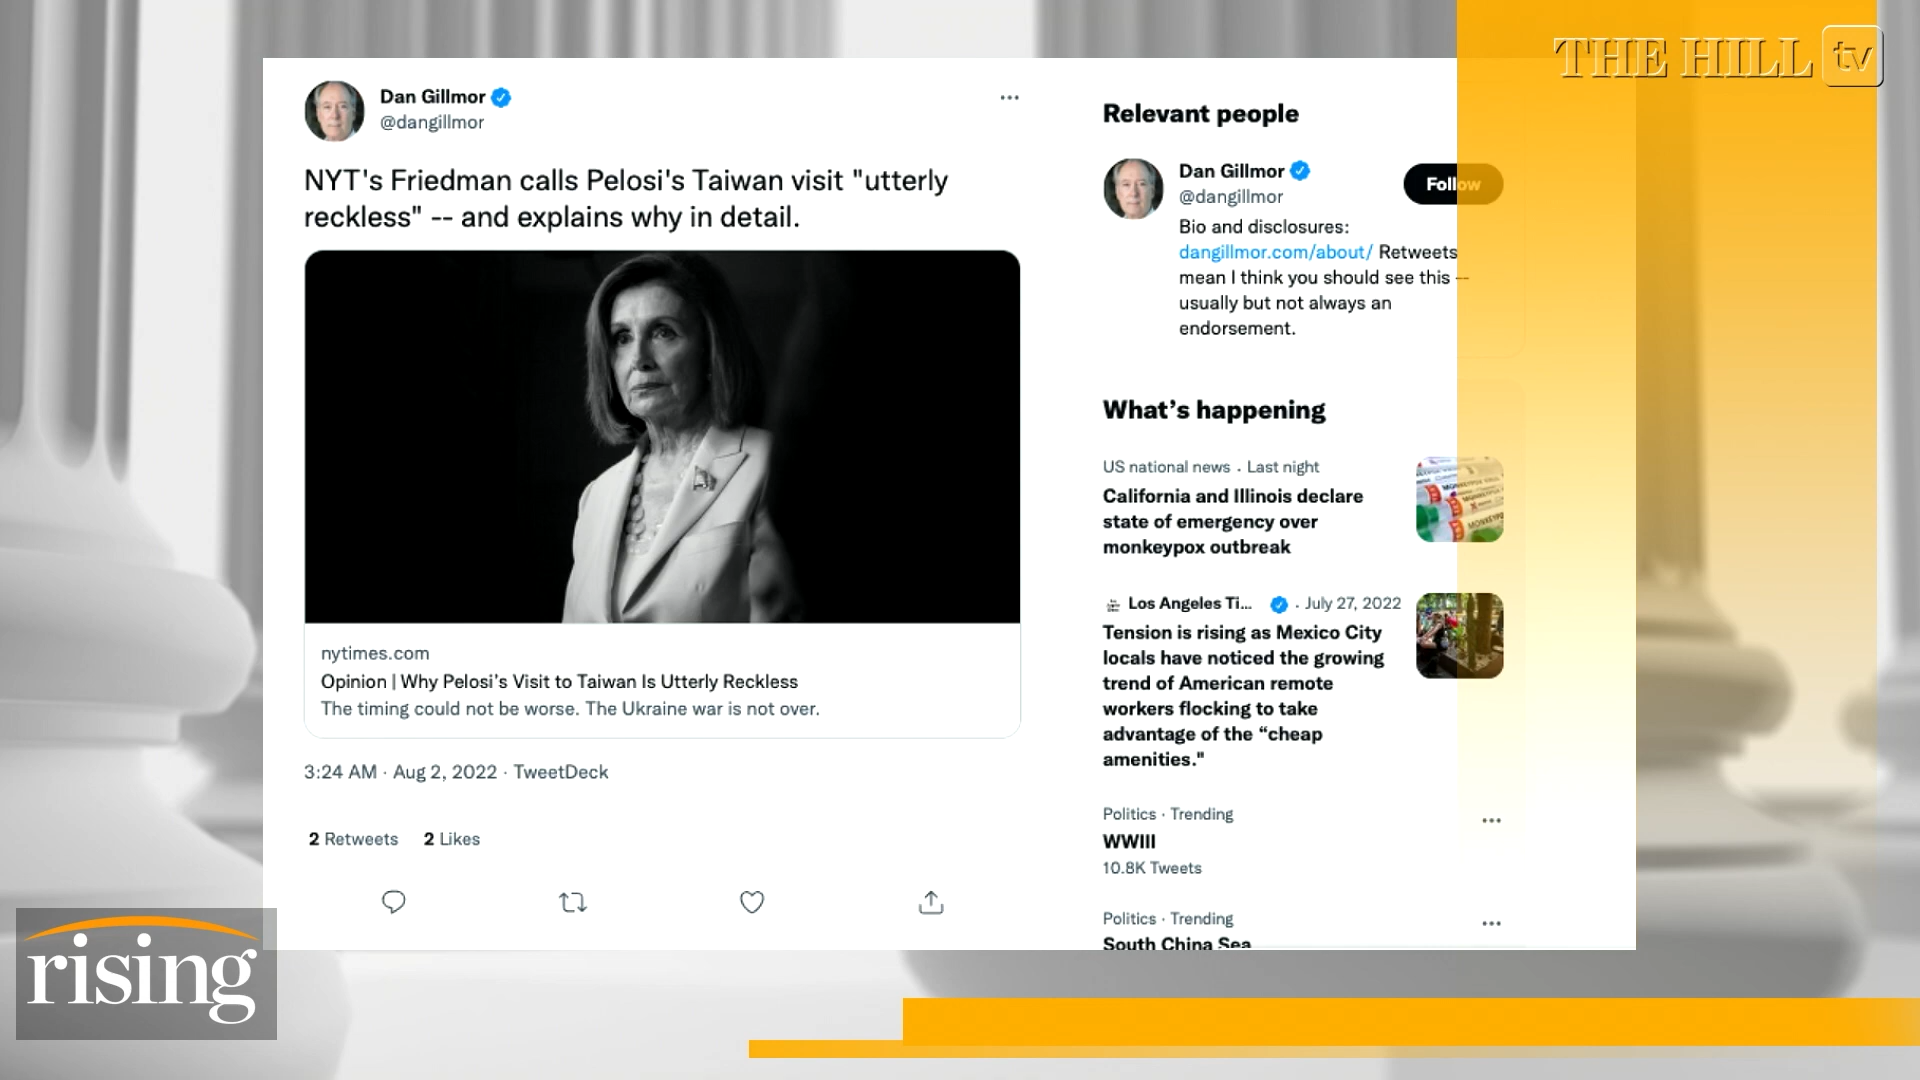 THE HILL tv
Dan Gillmor
@dangillmor
NYT's Friedman calls Pelosi's Taiwan visit "utterly
reckless" -- and explains why in detail.
nytimes.com
Opinion | Why Pelosi's Visit to Taiwan Is Utterly Reckless
The timing could not be worse. The Ukraine war is not over.
3:24 AM · Aug 2, 2022 · TweetDeck
2 Retweets 2 Likes
Relevant people
Dan Gillmor
@dangillmor
Follow
Bio and disclosures:
dangillmor.com/about/ Retweets
mean I think you should see this --
usually but not always an
endorsement.
What's happening
US national news · Last night
California and Illinois declare
state of emergency over
monkeypox outbreak
Los Angeles Ti... · July 27, 2022
Tension is rising as Mexico City
locals have noticed the growing
trend of American remote
workers flocking to take
advantage of the “cheap
amenities."
Politics · Trending
WWIII
10.8K Tweets
Politics · Trending
South China Sea
rising